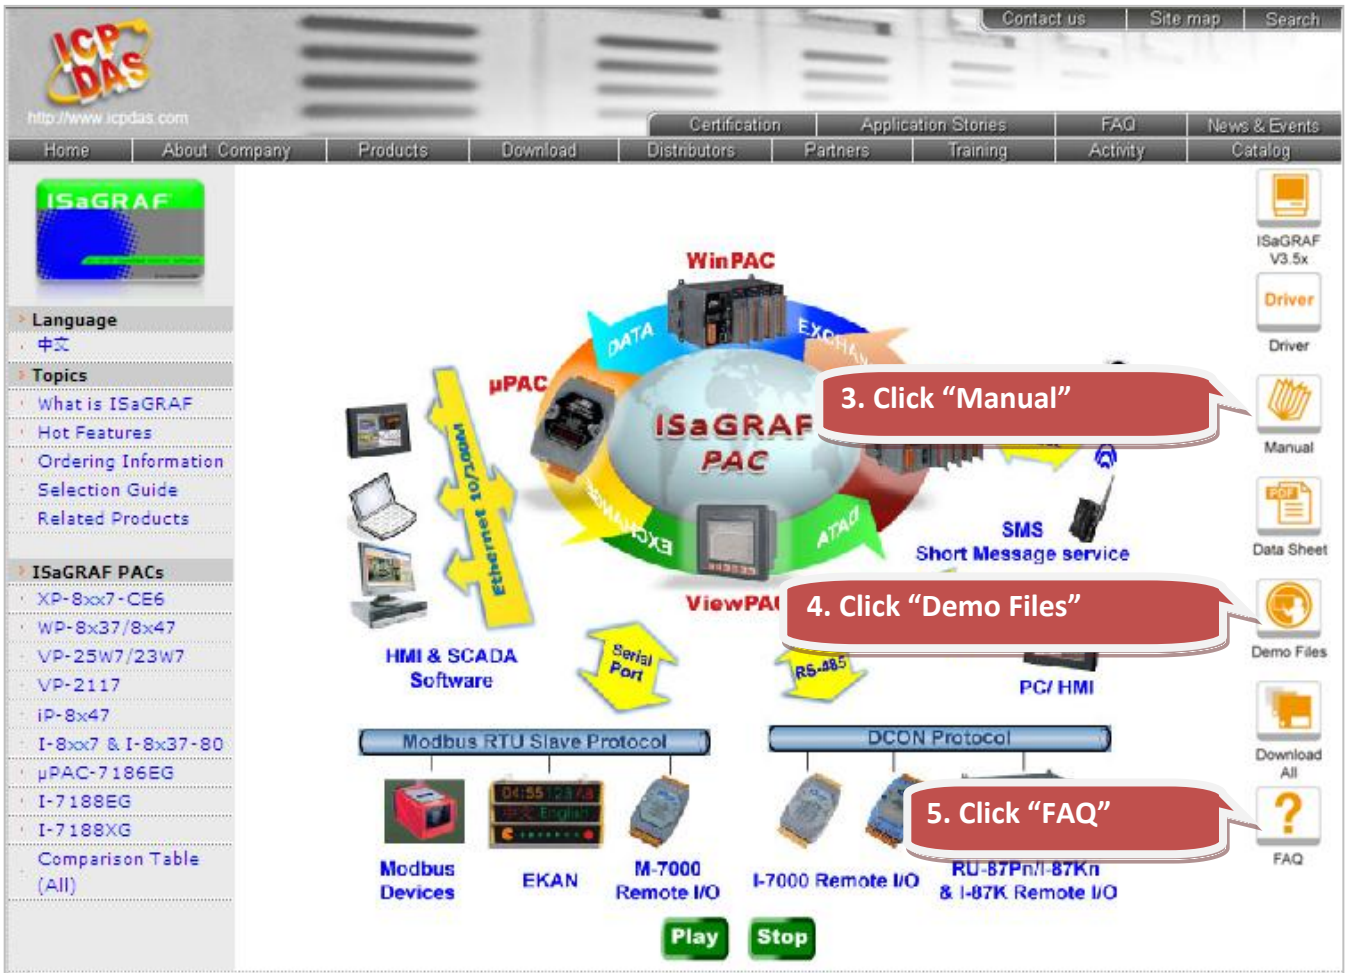 Contact us
Site map
Search
ICP
DAS
http://www.icpdas.com
Certification
Application Stories
FAQ
News & Events
Home
About Company
Products
Download
Distributors
Partners
Training
Activity
Catalog
ISaGRAF
Language
中文
Topics
What is ISaGRAF
Hot Features
Ordering Information
Selection Guide
Related Products
ISaGRAF PACs
XP-8xx7-CE6
WP-8x37/8x47
VP-25W7/23W7
VP-2117
iP-8x47
I-8xx7 & I-8x37-80
µPAC-7186EG
I-7188EG
I-7188XG
Comparison Table
(All)
WinPAC
DATA
EXCHAN
µPAC
ISaGRAF
PAC
3. Click “Manual”
Ethernet 10/100M
EXCHANGE
DATA
SMS
Short Message service
ViewPA
4. Click “Demo Files”
HMI & SCADA
Software
Serial
Port
RS-485
PC/ HMI
Modbus RTU Slave Protocol
DCON Protocol
04:55
English
5. Click “FAQ”
Modbus
Devices
EKAN
M-7000
Remote I/O
I-7000 Remote I/O
RU-87Pn/I-87Kn
& I-87K Remote I/O
Play
Stop
ISaGRAF
V3.5x
Driver
Driver
Manual
PDF
Data Sheet
Demo Files
Download
All
?
FAQ